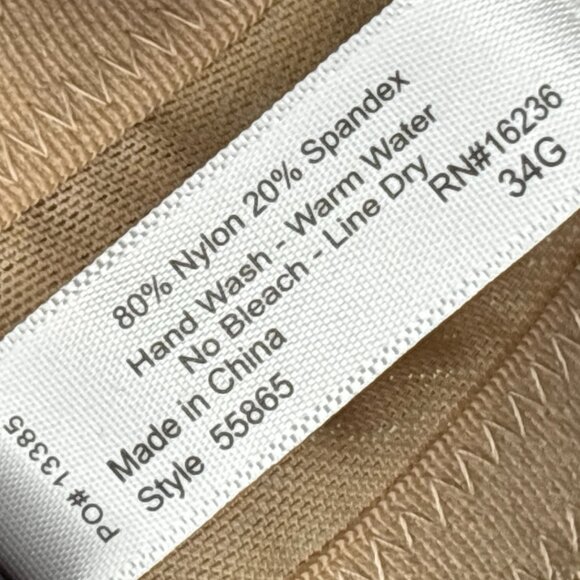 80% Nylon 20% Spandex
Hand Wash - Warm Water
No Bleach - Line Dry
RN#16236
34G
Made in China
Style 55865
PO# 13385